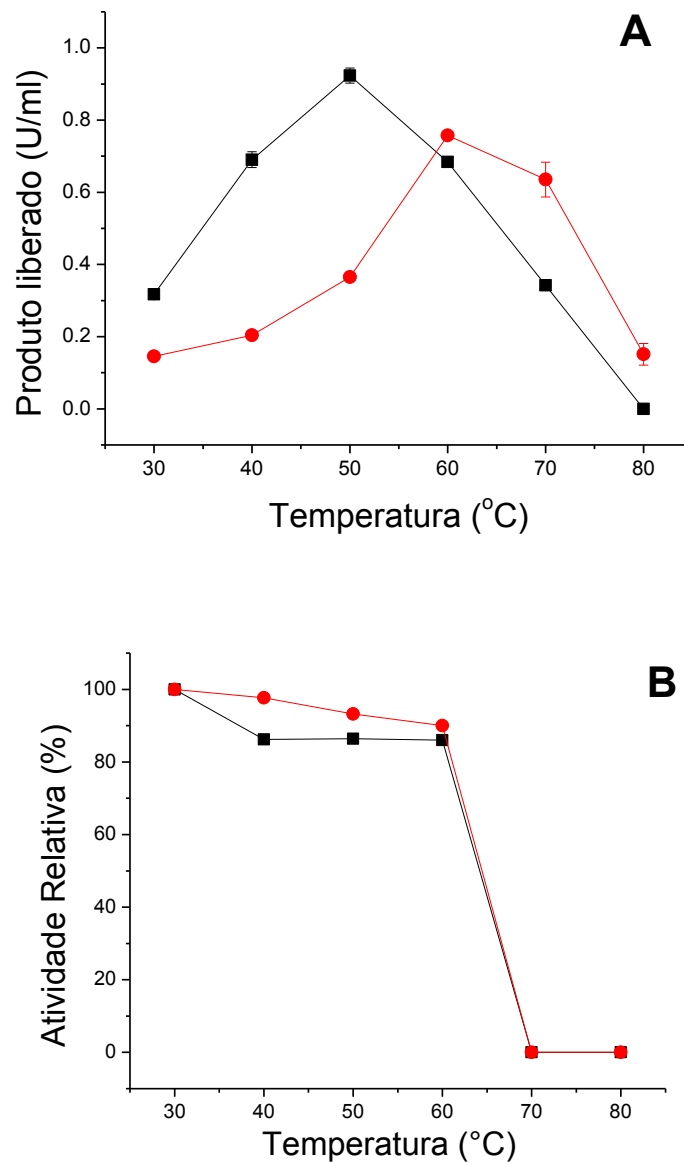 A
Produto liberado (U/ml)
1.0
0.8
0.6
0.4
0.2
0.0
30 40 50 60 70 80
Temperatura (°C)
B
Atividade Relativa (%)
100
80
60
40
20
0
30 40 50 60 70 80
Temperatura (°C)